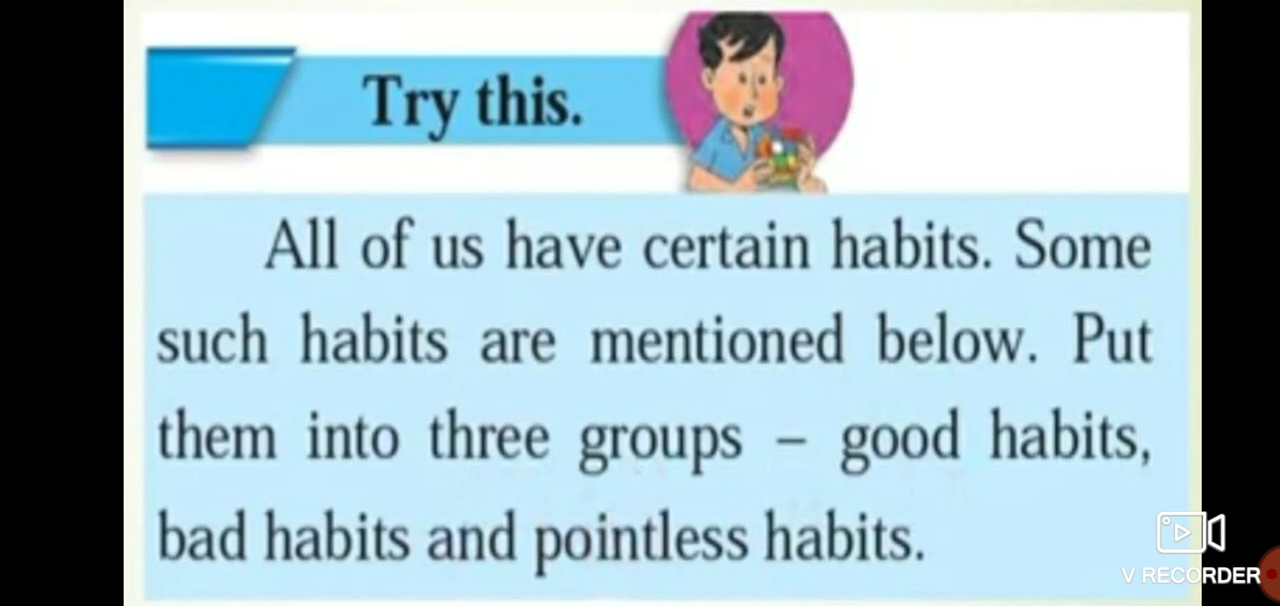 Try this.
All of us have certain habits. Some
such habits are mentioned below. Put
them into three groups – good habits,
bad habits and pointless habits.
V RECORDER